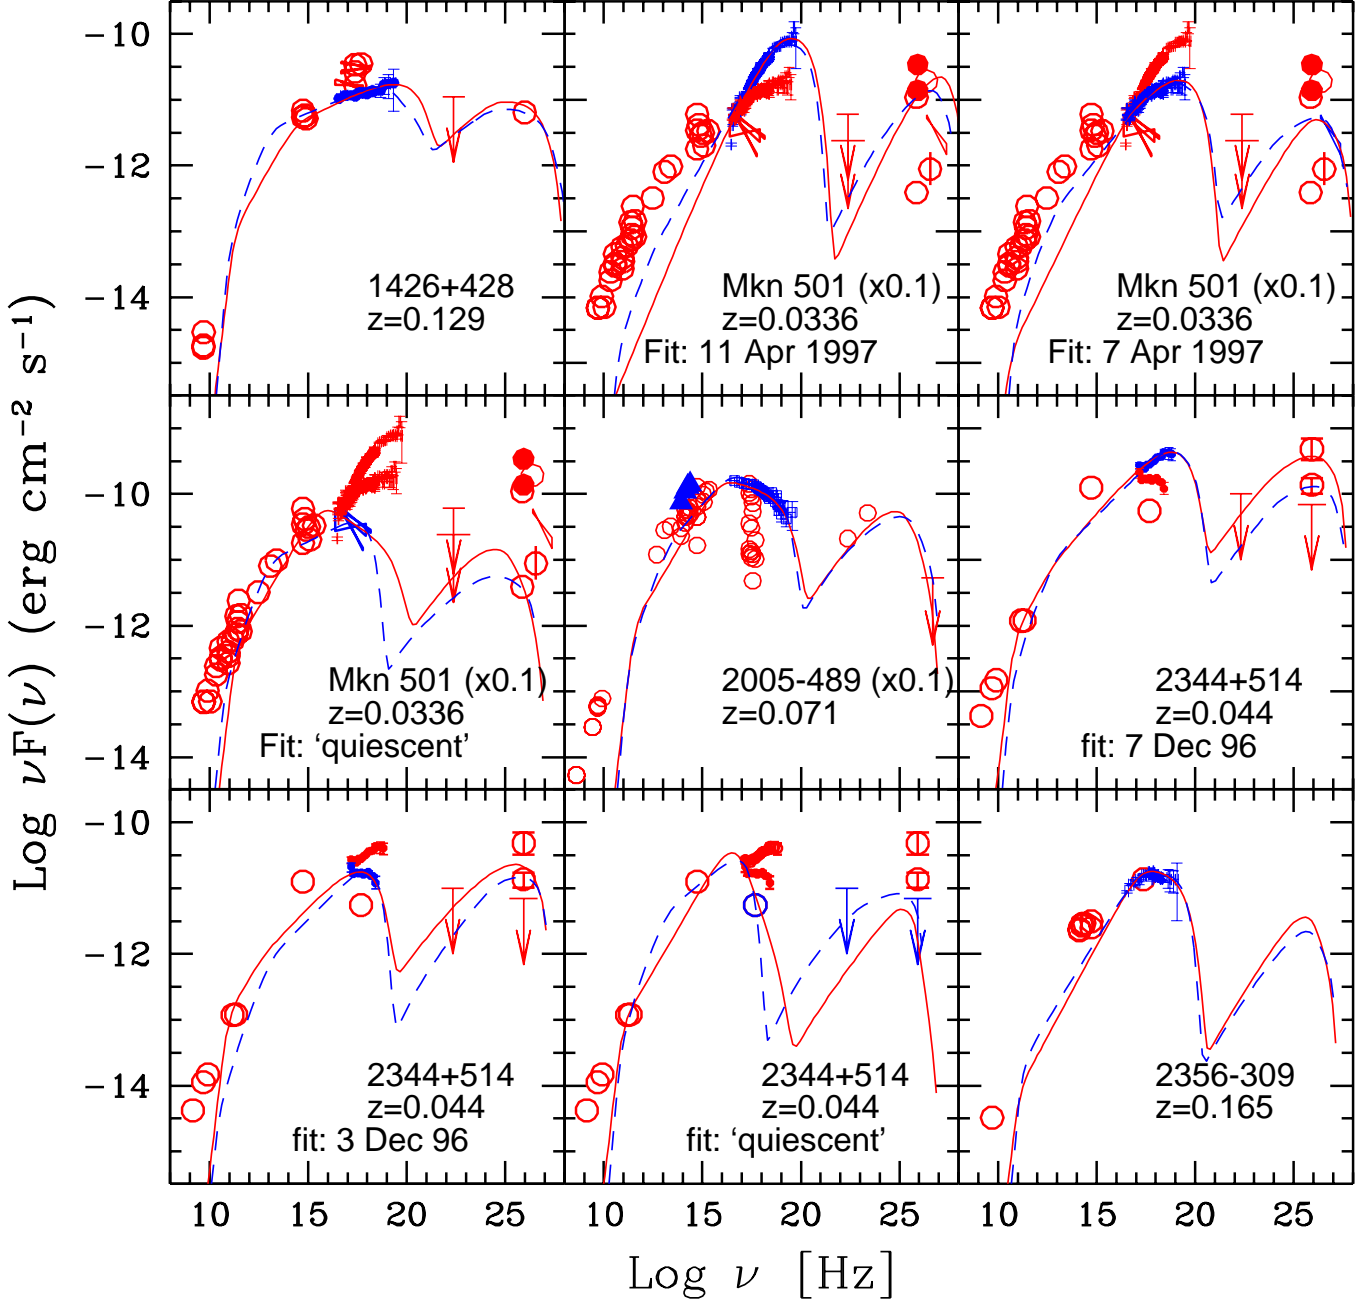 -10
-12
-14
1426+428
z=0.129
Mkn 501 (x0.1)
z=0.0336
Fit: 11 Apr 1997
Mkn 501 (x0.1)
z=0.0336
Fit: 7 Apr 1997
-10
-12
-14
Mkn 501 (x0.1)
z=0.0336
Fit: ‘quiescent’
2005-489 (x0.1)
z=0.071
2344+514
z=0.044
fit: 7 Dec 96
-10
-12
-14
2344+514
z=0.044
fit: 3 Dec 96
2344+514
z=0.044
fit: ‘quiescent’
2356-309
z=0.165
10 15 20 25
10 15 20 25
10 15 20 25
Log ν [Hz]
Log νF(ν) (erg cm⁻² s⁻¹)